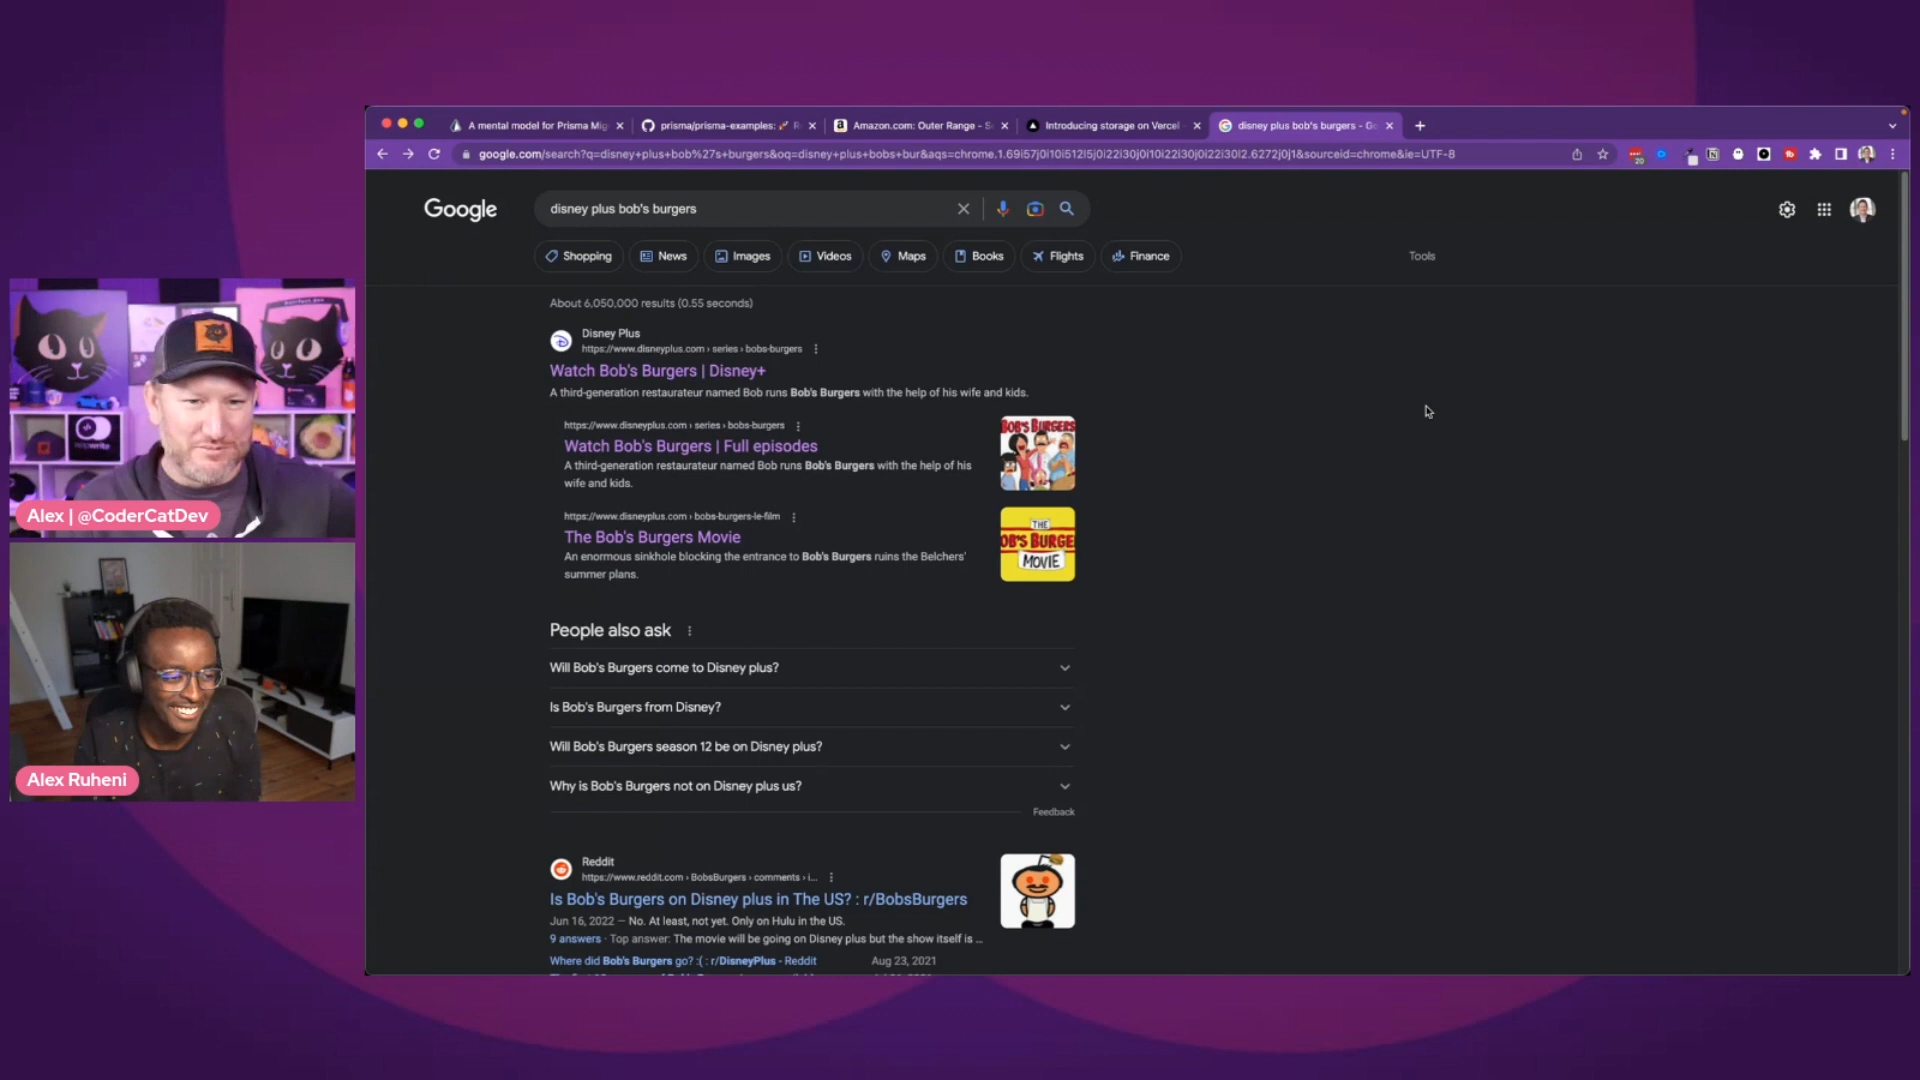 A mental model for Prisma Mig
prisma/prisma-examples: 🚀 R
Amazon.com: Outer Range - S
Introducing storage on Vercel -
disney plus bob's burgers - Go
google.com/search?q=disney+plus+bob%27s+burgers&oq=disney+plus+bobs+bur&aqs=chrome.1.69i57j0i10i512l5j0i22i30j0i10i22i30j0i22i30l2.6272j0j1&sourceid=chrome&ie=UTF-8
20
Google
disney plus bob's burgers
Shopping
News
Images
Videos
Maps
Books
Flights
Finance
Tools
About 6,050,000 results (0.55 seconds)
Disney Plus
https://www.disneyplus.com › series › bobs-burgers
Watch Bob's Burgers | Disney+
A third-generation restaurateur named Bob runs Bob's Burgers with the help of his wife and kids.
https://www.disneyplus.com › series › bobs-burgers
Watch Bob's Burgers | Full episodes
A third-generation restaurateur named Bob runs Bob's Burgers with the help of his
wife and kids.
BOB'S BURGERS
https://www.disneyplus.com › bobs-burgers-le-film
The Bob's Burgers Movie
An enormous sinkhole blocking the entrance to Bob's Burgers ruins the Belchers'
summer plans.
THE
OB'S BURGE
MOVIE
People also ask
Will Bob's Burgers come to Disney plus?
Is Bob's Burgers from Disney?
Will Bob's Burgers season 12 be on Disney plus?
Why is Bob's Burgers not on Disney plus us?
Feedback
Reddit
https://www.reddit.com › BobsBurgers › comments › i...
Is Bob's Burgers on Disney plus in The US? : r/BobsBurgers
Jun 16, 2022 — No. At least, not yet. Only on Hulu in the US.
9 answers · Top answer: The movie will be going on Disney plus but the show itself is ...
Where did Bob's Burgers go? :( : r/DisneyPlus - Reddit
Aug 23, 2021
Alex | @CoderCatDev
Alex Ruheni